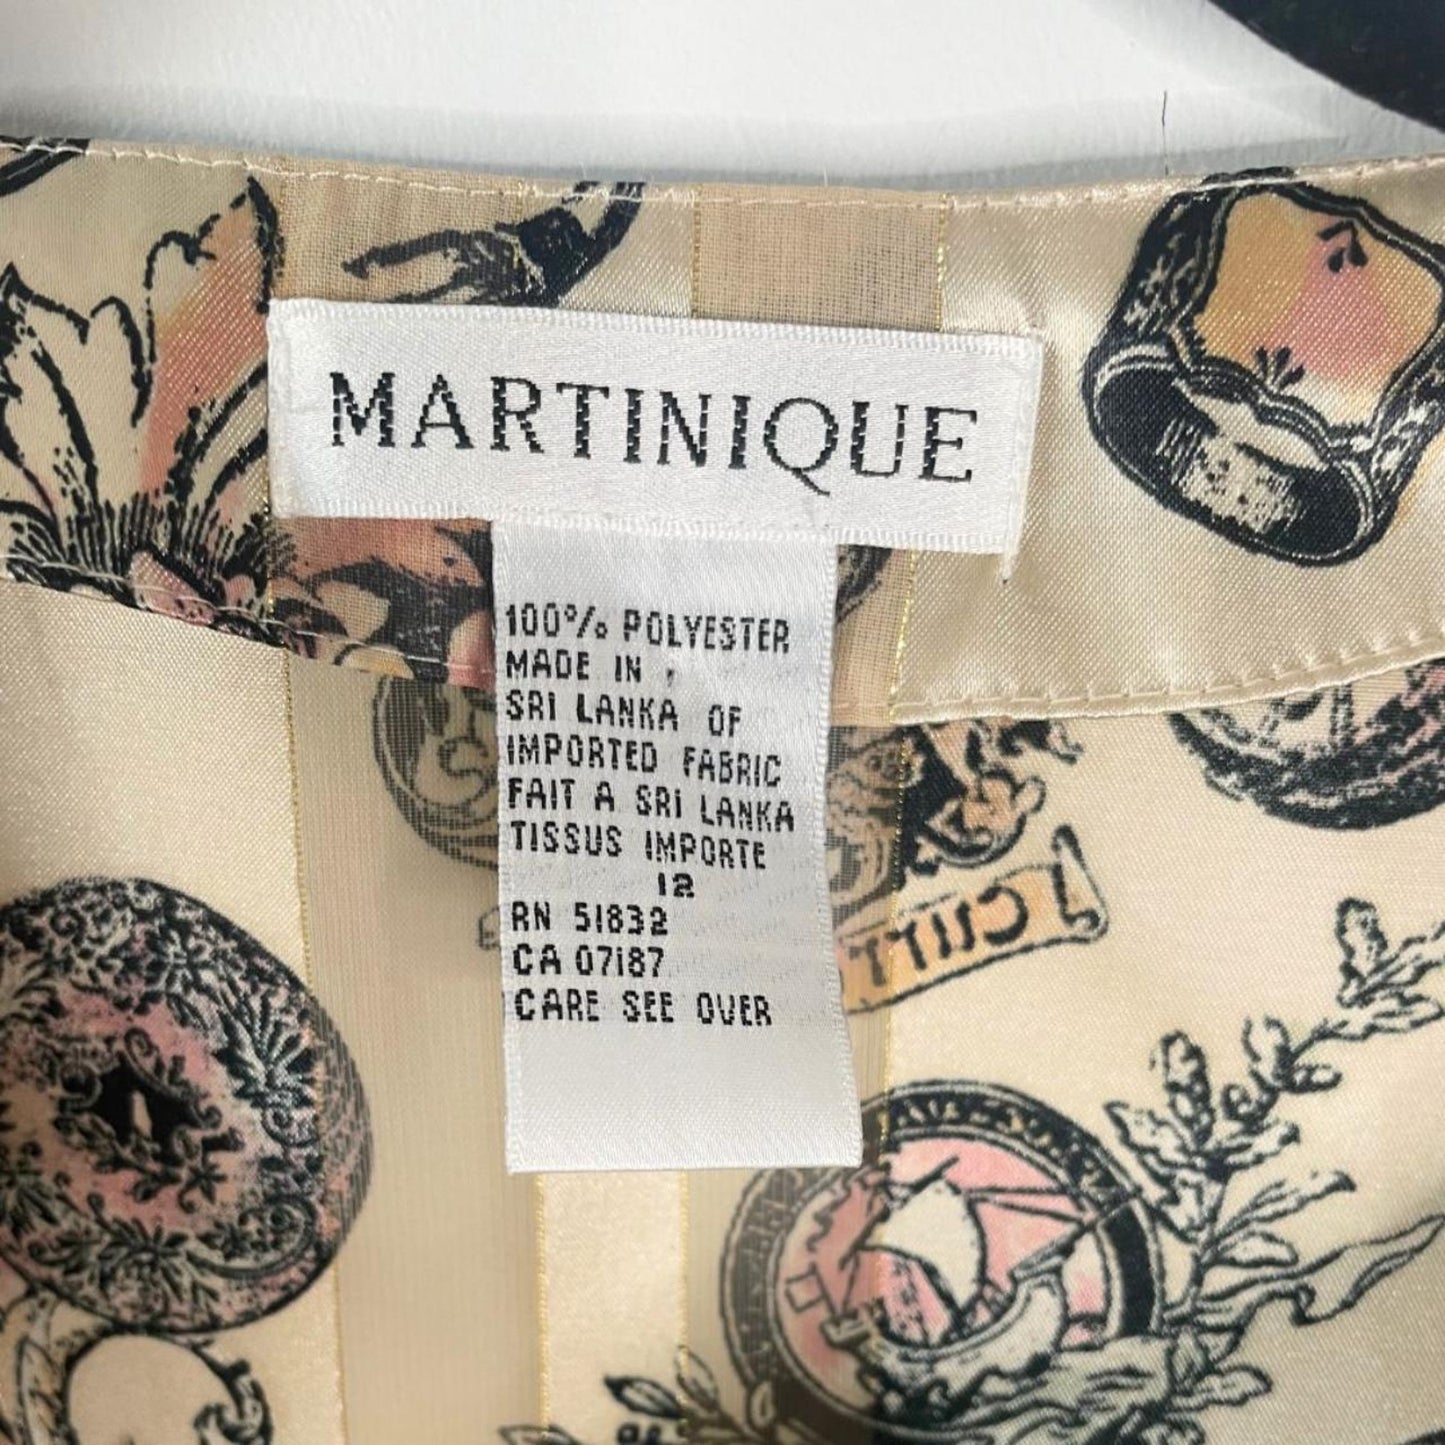 MARTINIQUE
100% POLYESTER
MADE IN
SRI LANKA OF
IMPORTED FABRIC
FAIT A SRI LANKA
TISSUS IMPORTE
12
RN 51832
CA 07187
CARE SEE OVER